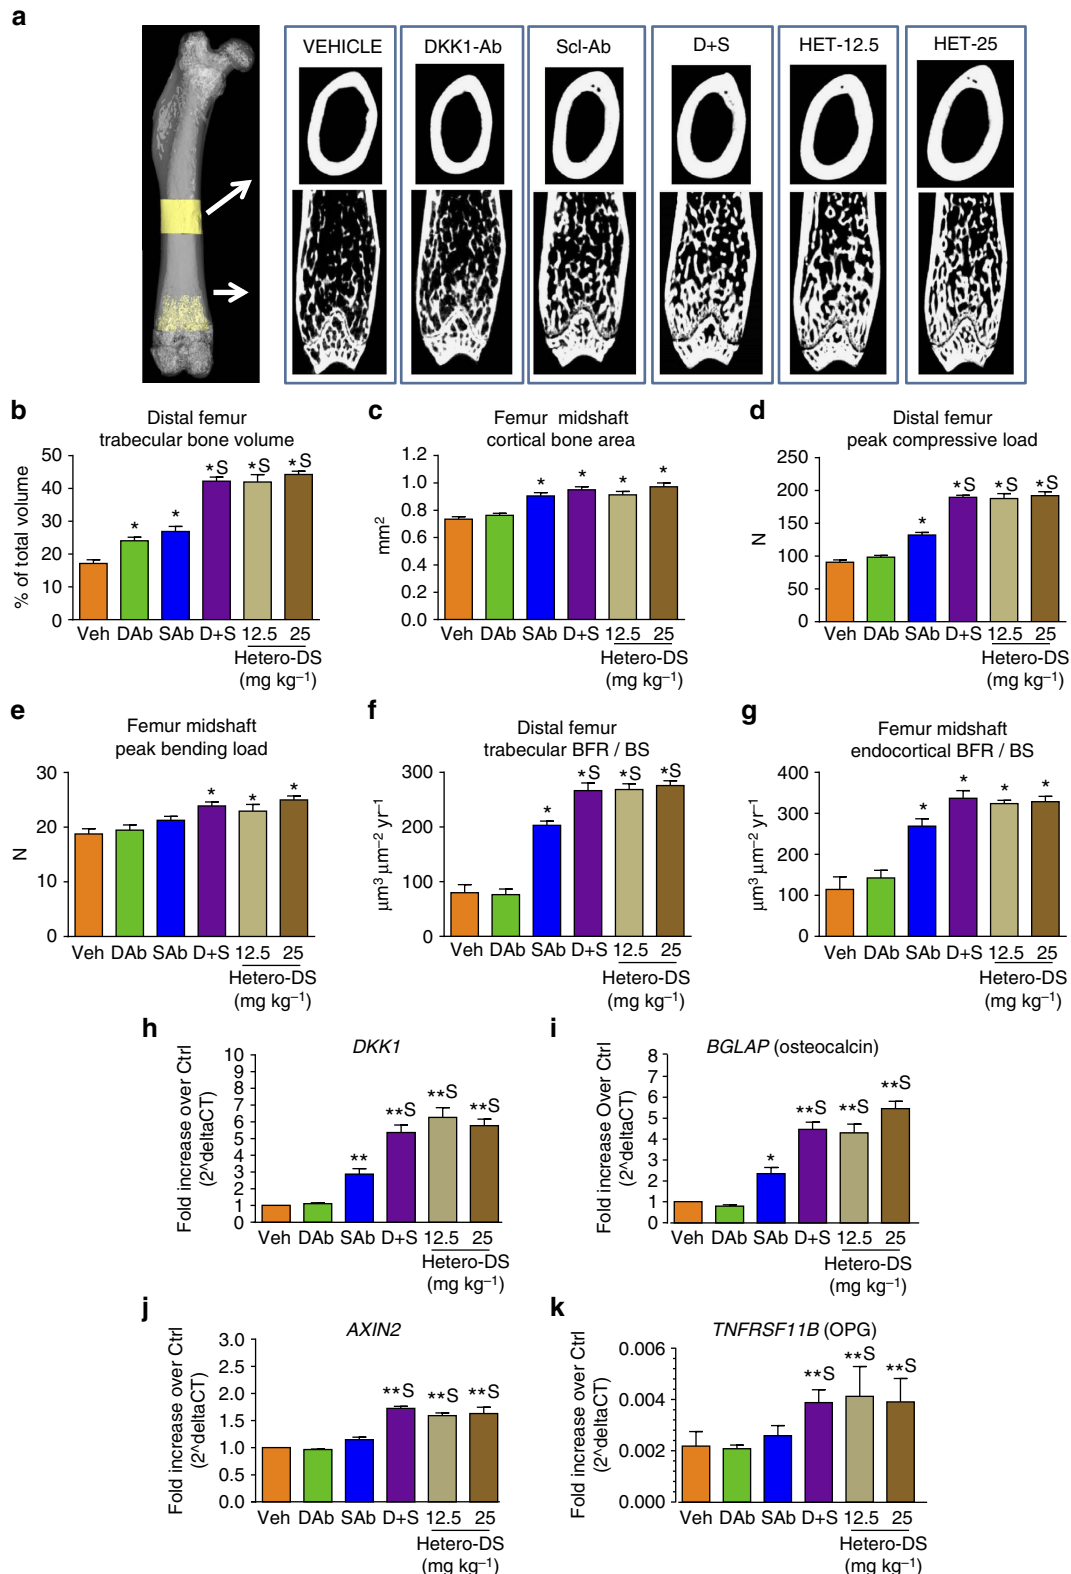 a
VEHICLE DKK1-Ab Scl-Ab D+S HET-12.5 HET-25
b
Distal femur
trabecular bone volume
% of total volume
50
40
30
20
10
0
* * *S *S *S
Veh DAb SAb D+S 12.5 25
Hetero-DS
(mg kg⁻¹)
c
Femur midshaft
cortical bone area
mm²
1.2
1.0
0.8
0.6
0.4
0.2
0.0
* * * *
Veh DAb SAb D+S 12.5 25
Hetero-DS
(mg kg⁻¹)
d
Distal femur
peak compressive load
N
250
200
150
100
50
0
* *S *S *S
Veh DAb SAb D+S 12.5 25
Hetero-DS
(mg kg⁻¹)
e
Femur midshaft
peak bending load
N
30
20
10
0
* * *
Veh DAb SAb D+S 12.5 25
Hetero-DS
(mg kg⁻¹)
f
Distal femur
trabecular BFR / BS
µm³ µm⁻² yr⁻¹
300
200
100
0
* *S *S *S
Veh DAb SAb D+S 12.5 25
Hetero-DS
(mg kg⁻¹)
g
Femur midshaft
endocortical BFR / BS
µm³ µm⁻² yr⁻¹
400
300
200
100
0
* * * *
Veh DAb SAb D+S 12.5 25
Hetero-DS
(mg kg⁻¹)
h
DKK1
Fold increase over Ctrl
(2^deltaCT)
10
9
8
7
6
5
4
3
2
1
0
** **S **S **S
Veh DAb SAb D+S 12.5 25
Hetero-DS
(mg kg⁻¹)
i
BGLAP (osteocalcin)
Fold increase Over Ctrl
(2^deltaCT)
8
7
6
5
4
3
2
1
0
* **S **S **S
Veh DAb SAb D+S 12.5 25
Hetero-DS
(mg kg⁻¹)
j
AXIN2
Fold increase over Ctrl
(2^deltaCT)
3.0
2.5
2.0
1.5
1.0
0.5
0.0
**S **S **S
Veh DAb SAb D+S 12.5 25
Hetero-DS
(mg kg⁻¹)
k
TNFRSF11B (OPG)
Fold increase over Ctrl
(2^deltaCT)
0.006
0.004
0.002
0.000
**S **S **S
Veh DAb SAb D+S 12.5 25
Hetero-DS
(mg kg⁻¹)